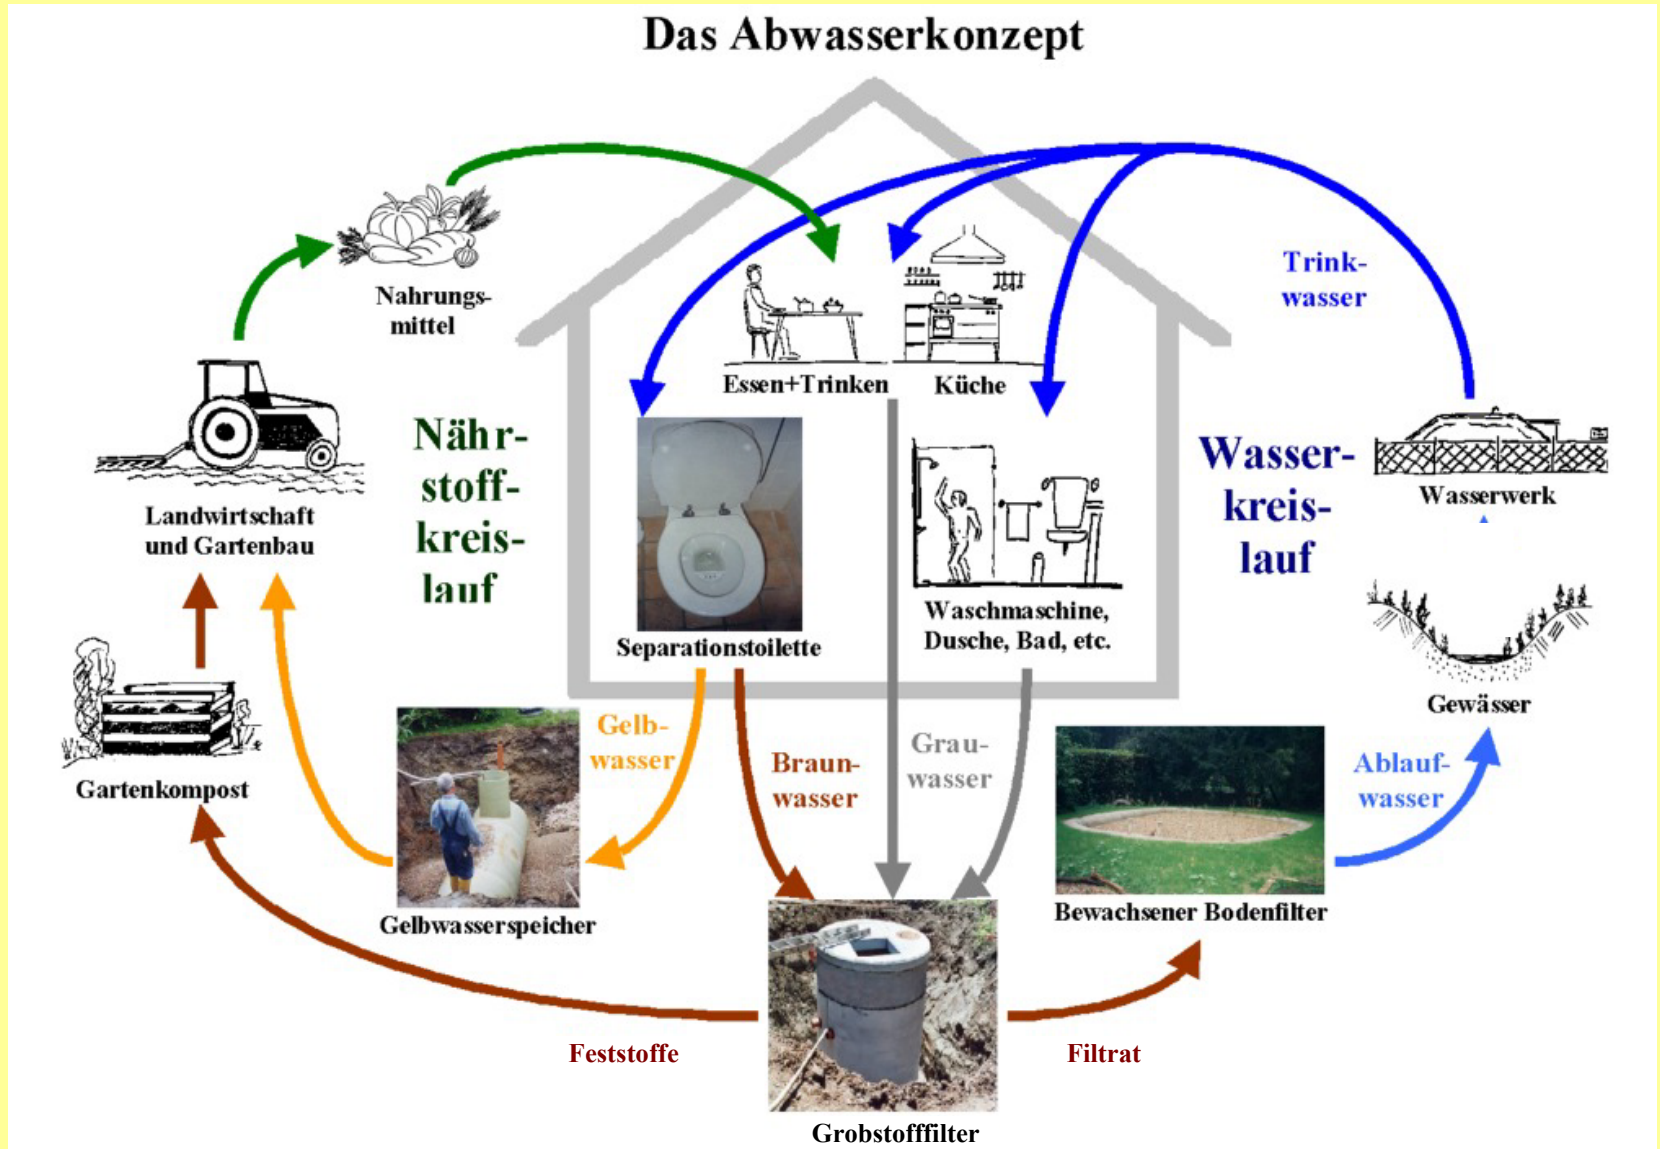 Das Abwasserkonzept
Trink-
wasser
Nahrungs-
mittel
Essen+Trinken
Küche
Nähr-
stoff-
kreis-
lauf
Wasser-
kreis-
lauf
Wasserwerk
Landwirtschaft
und Gartenbau
Separationstoilette
Waschmaschine,
Dusche, Bad, etc.
Gewässer
Gartenkompost
Gelb-
wasser
Braun-
wasser
Grau-
wasser
Ablauf-
wasser
Gelbwasserspeicher
Bewachsener Bodenfilter
Feststoffe
Filtrat
Grobstofffilter